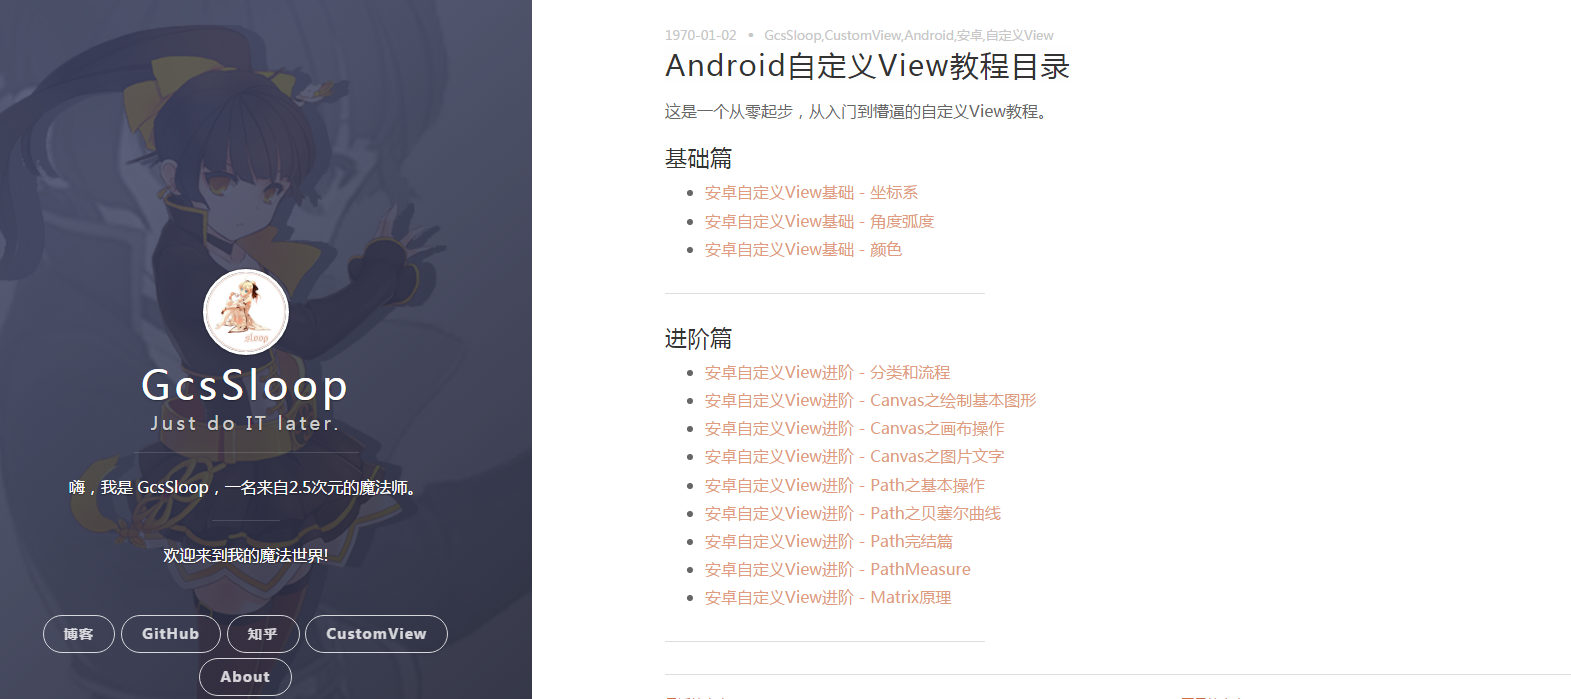 sloop
GcsSloop
Just do IT later.
嗨，我是 GcsSloop，一名来自2.5次元的魔法师。
欢迎来到我的魔法世界!
博客 GitHub 知乎 CustomView
About
1970-01-02 • GcsSloop,CustomView,Android,安卓,自定义View
Android自定义View教程目录
这是一个从零起步，从入门到懵逼的自定义View教程。
基础篇
• 安卓自定义View基础 - 坐标系
• 安卓自定义View基础 - 角度弧度
• 安卓自定义View基础 - 颜色
进阶篇
• 安卓自定义View进阶 - 分类和流程
• 安卓自定义View进阶 - Canvas之绘制基本图形
• 安卓自定义View进阶 - Canvas之画布操作
• 安卓自定义View进阶 - Canvas之图片文字
• 安卓自定义View进阶 - Path之基本操作
• 安卓自定义View进阶 - Path之贝塞尔曲线
• 安卓自定义View进阶 - Path完结篇
• 安卓自定义View进阶 - PathMeasure
• 安卓自定义View进阶 - Matrix原理